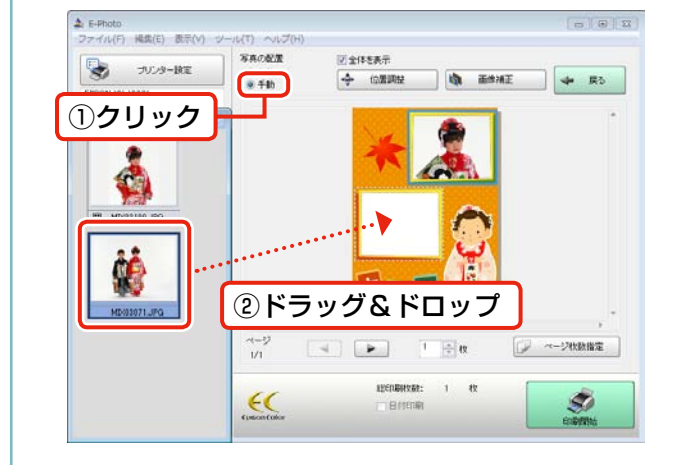 E-Photo
ファイル(F) 編集(E) 表示(V) ツール(T) ヘルプ(H)
プリンター設定
写真の配置
手動
全体を表示
位置調整
画像補正
戻る
①クリック
MDX03071.JPG
②ドラッグ＆ドロップ
ページ
1/1
1 枚
ページ枚数指定
総印刷枚数: 1 枚
日付印刷
EC
EpsonColor
印刷開始